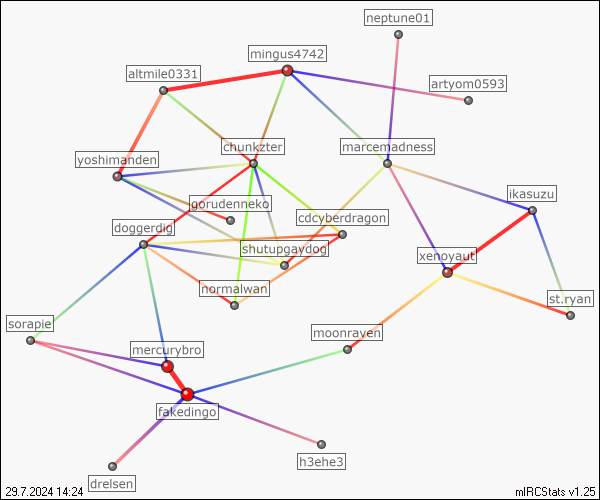 neptune01
mingus4742
altmile0331
artyom0593
chunkzter
marcemadness
yoshimanden
ikasuzu
gorudenneko
cdcyberdragon
doggerdig
shutupgaydog
xenoyaut
normalwan
st.ryan
sorapie
moonraven
mercurybro
fakedingo
h3ehe3
drelsen
29.7.2024 14:24
mIRCStats v1.25